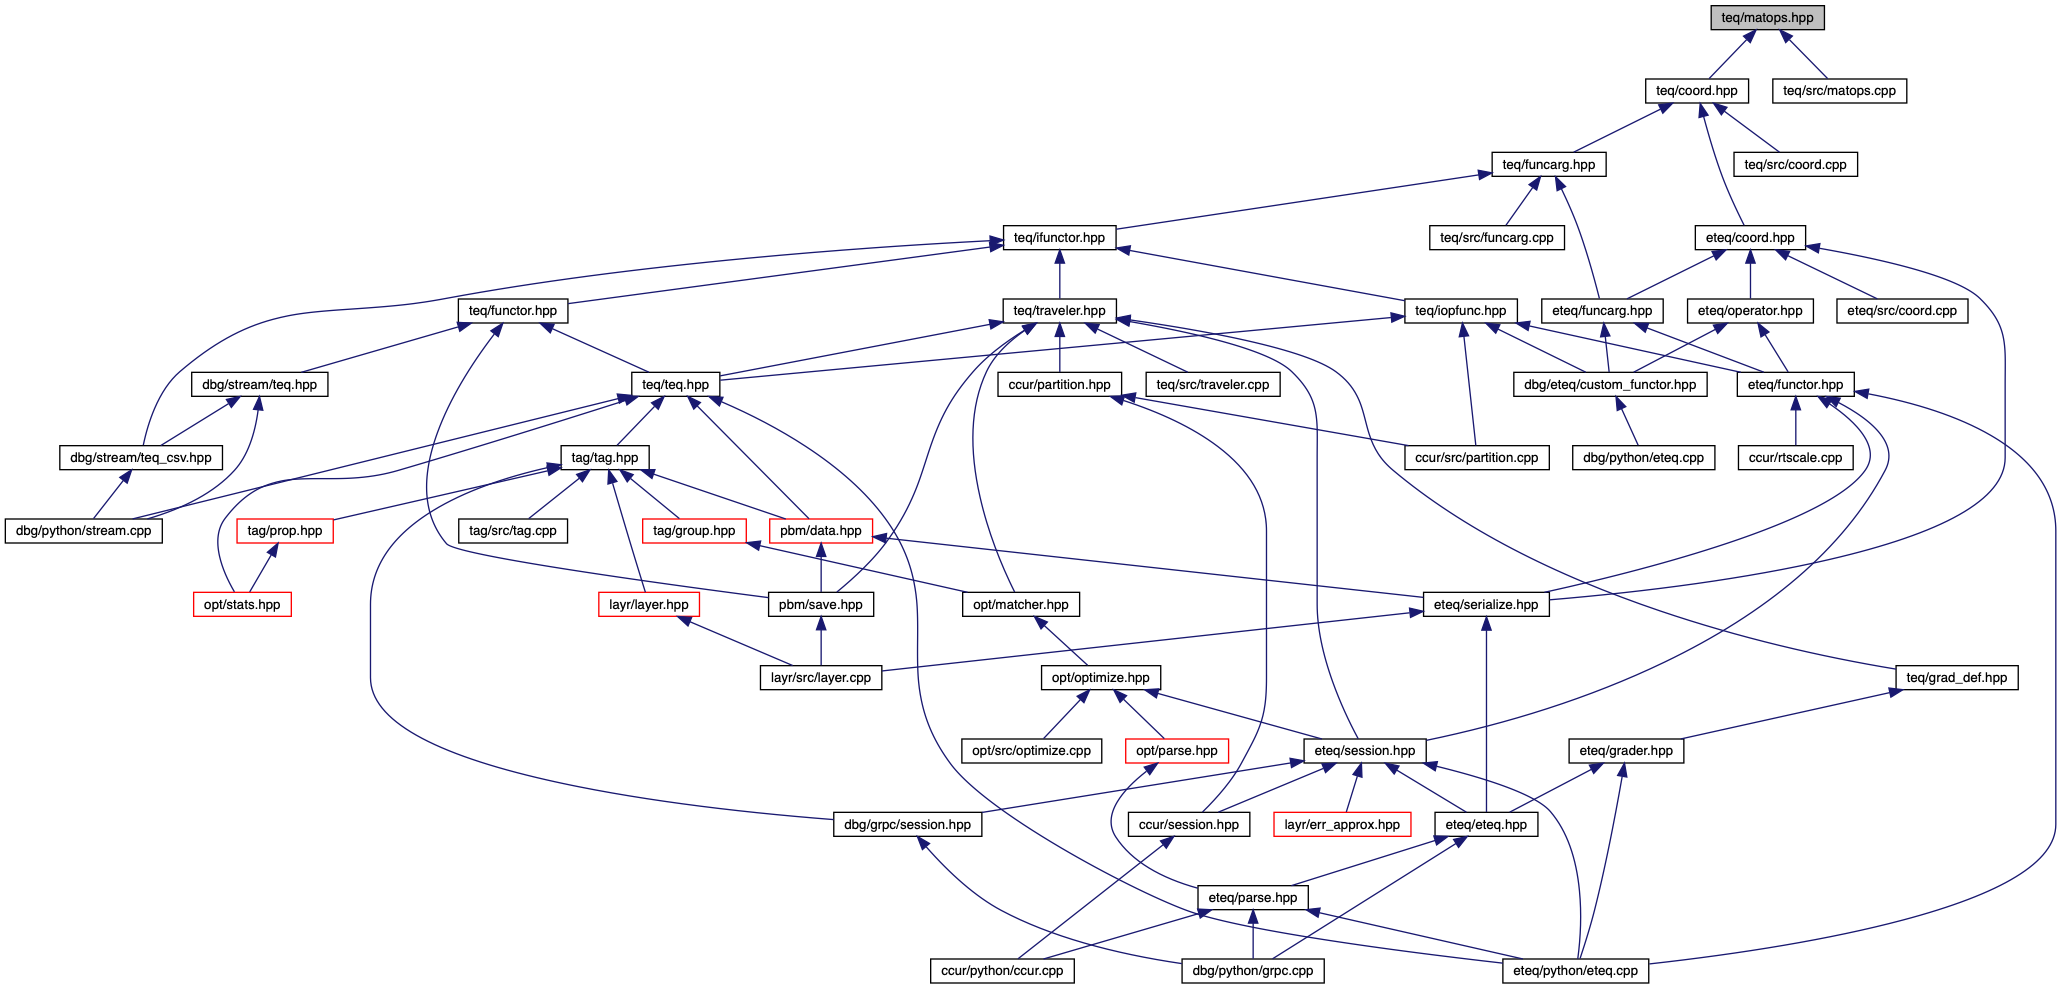 teq/matops.hpp
teq/coord.hpp
teq/src/matops.cpp
teq/funcarg.hpp
teq/src/coord.cpp
teq/ifunctor.hpp
teq/src/funcarg.cpp
eteq/coord.hpp
teq/functor.hpp
teq/traveler.hpp
teq/iopfunc.hpp
eteq/funcarg.hpp
eteq/operator.hpp
eteq/src/coord.cpp
dbg/stream/teq.hpp
teq/teq.hpp
ccur/partition.hpp
teq/src/traveler.cpp
dbg/eteq/custom_functor.hpp
eteq/functor.hpp
dbg/stream/teq_csv.hpp
tag/tag.hpp
ccur/src/partition.cpp
dbg/python/eteq.cpp
ccur/rtscale.cpp
dbg/python/stream.cpp
tag/prop.hpp
tag/src/tag.cpp
tag/group.hpp
pbm/data.hpp
opt/stats.hpp
layr/layer.hpp
pbm/save.hpp
opt/matcher.hpp
eteq/serialize.hpp
layr/src/layer.cpp
opt/optimize.hpp
teq/grad_def.hpp
opt/src/optimize.cpp
opt/parse.hpp
eteq/session.hpp
eteq/grader.hpp
dbg/grpc/session.hpp
ccur/session.hpp
layr/err_approx.hpp
eteq/eteq.hpp
eteq/parse.hpp
ccur/python/ccur.cpp
dbg/python/grpc.cpp
eteq/python/eteq.cpp